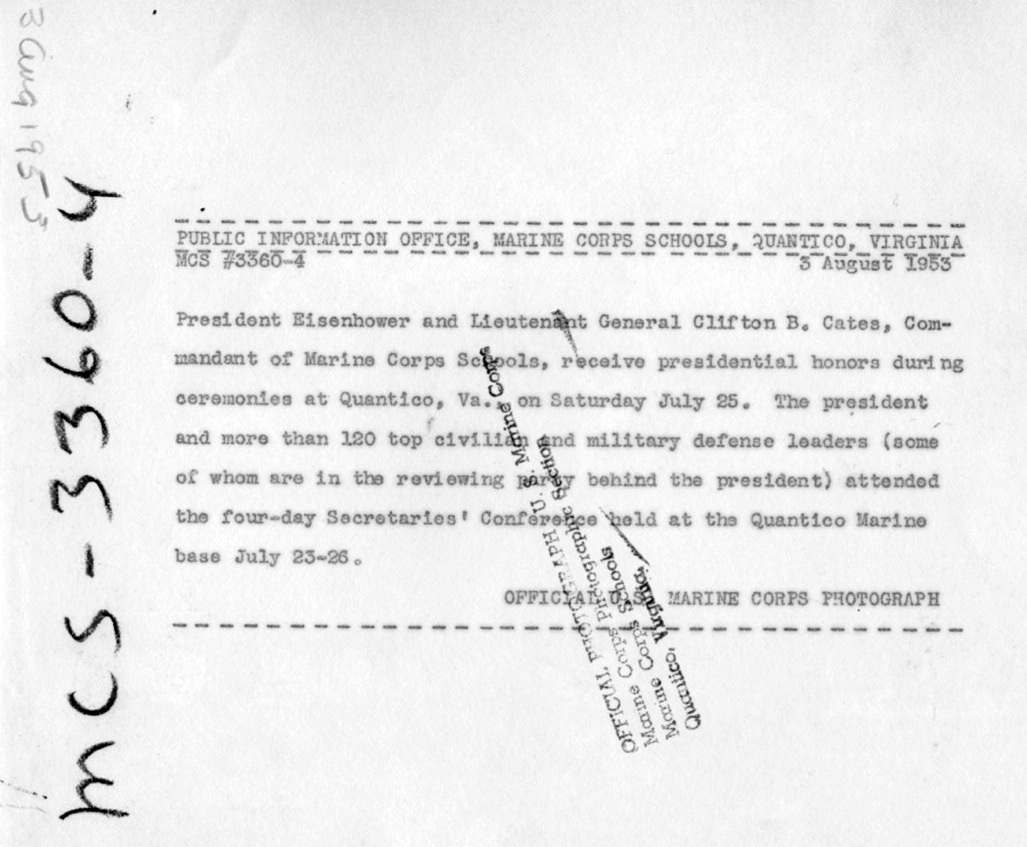 3 Aug 1953
MCS-3360-4
PUBLIC INFORMATION OFFICE, MARINE CORPS SCHOOLS, QUANTICO, VIRGINIA
MCS #3360-4 3 August 1953
President Eisenhower and Lieutenant General Clifton B. Cates, Com-
mandant of Marine Corps Schools, receive presidential honors during
ceremonies at Quantico, Va., on Saturday July 25. The president
and more than 120 top civilian and military defense leaders (some
of whom are in the reviewing party behind the president) attended
the four-day Secretaries' Conference held at the Quantico Marine
base July 23-26.
OFFICIAL U.S. MARINE CORPS PHOTOGRAPH
OFFICIAL PHOTOGRAPH U. S. Marine Corps
Marine Corps Photographic Section
Marine Corps Schools
Quantico, Virginia